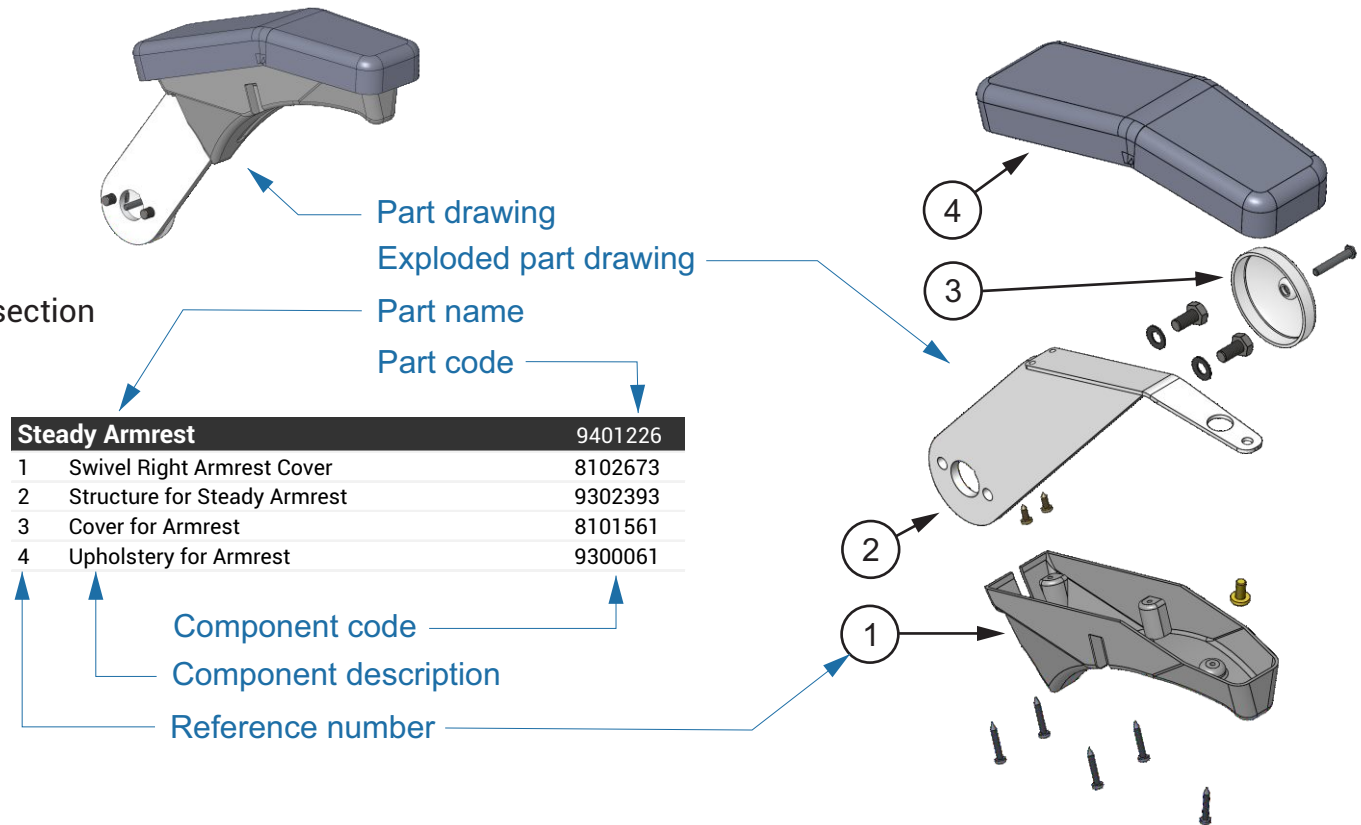 Part drawing
Exploded part drawing
section
Part name
Part code
Steady Armrest 9401226
1 Swivel Right Armrest Cover 8102673
2 Structure for Steady Armrest 9302393
3 Cover for Armrest 8101561
4 Upholstery for Armrest 9300061
Component code
Component description
Reference number
4
3
2
1